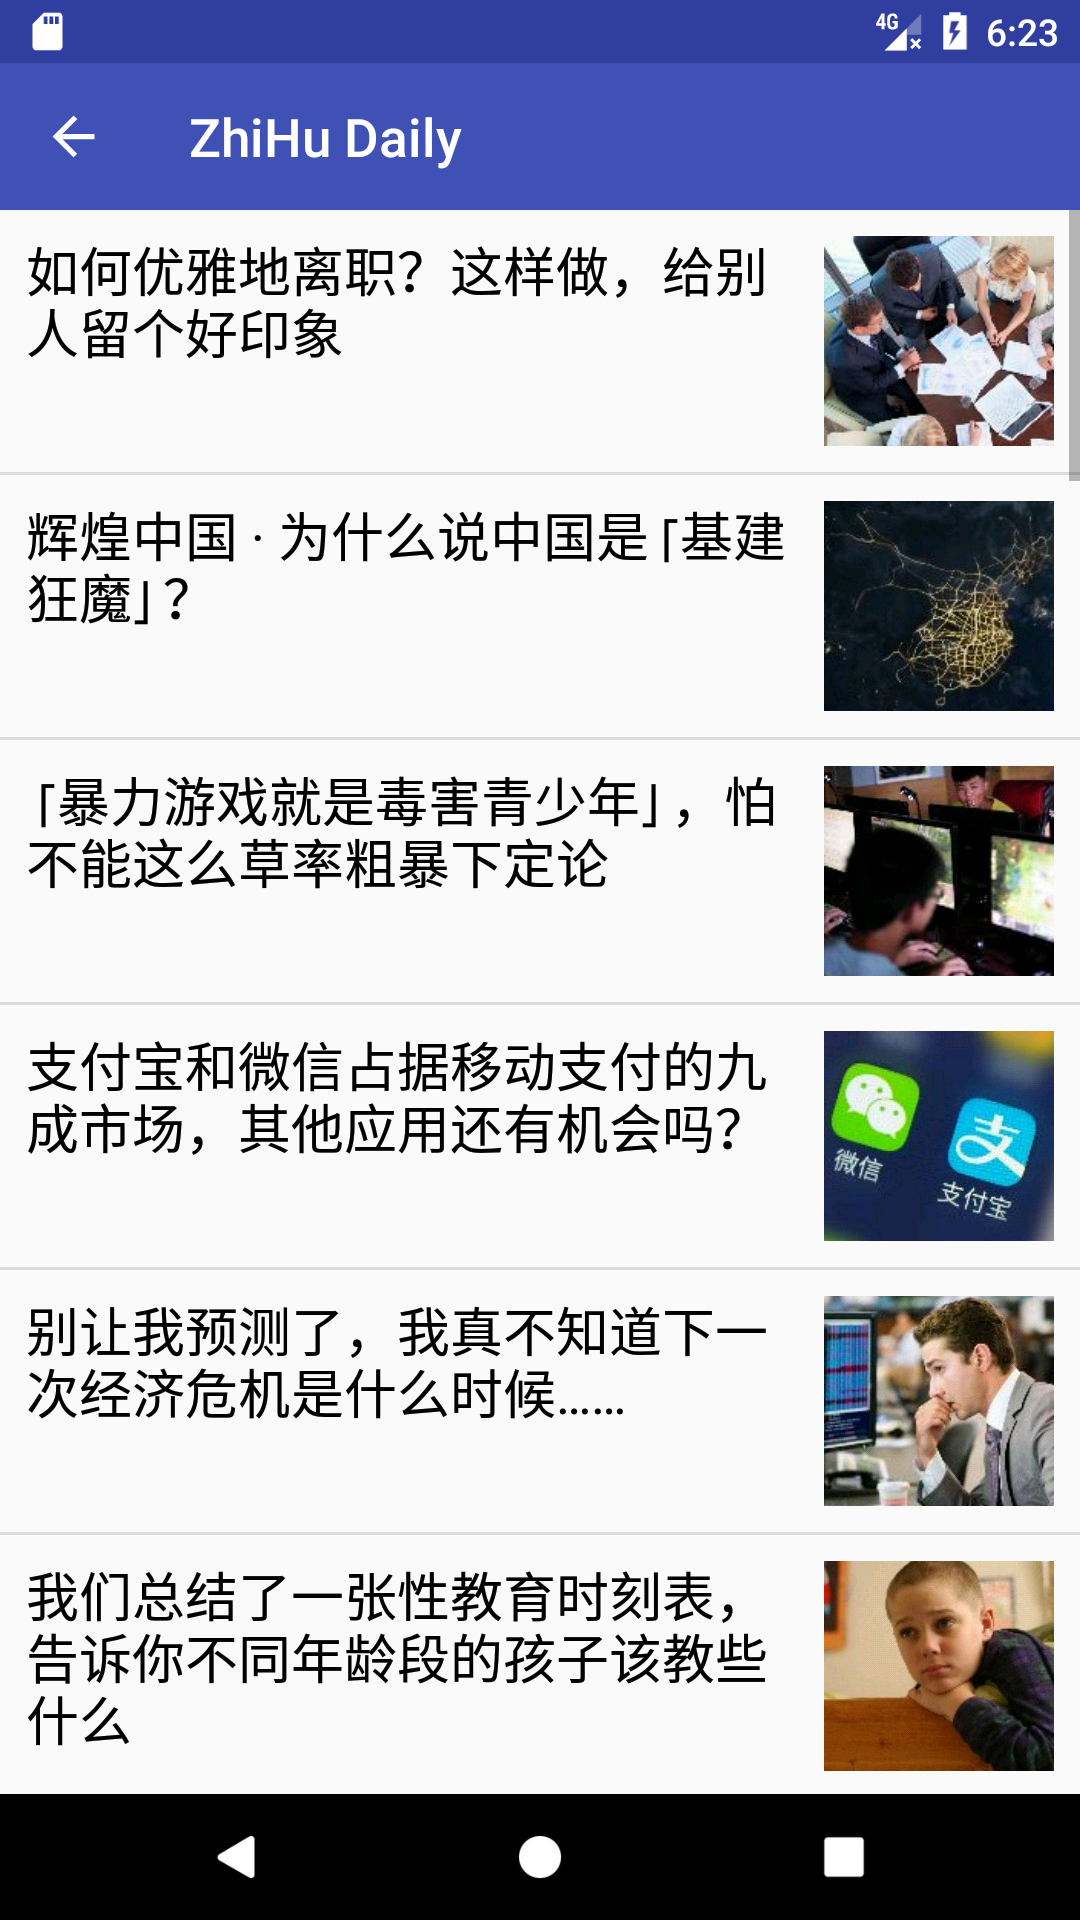 4G 6:23
ZhiHu Daily
如何优雅地离职？这样做，给别
人留个好印象
辉煌中国 · 为什么说中国是「基建
狂魔」？
「暴力游戏就是毒害青少年」，怕
不能这么草率粗暴下定论
支付宝和微信占据移动支付的九
成市场，其他应用还有机会吗？
微信
支付宝
别让我预测了，我真不知道下一
次经济危机是什么时候……
我们总结了一张性教育时刻表，
告诉你不同年龄段的孩子该教些
什么